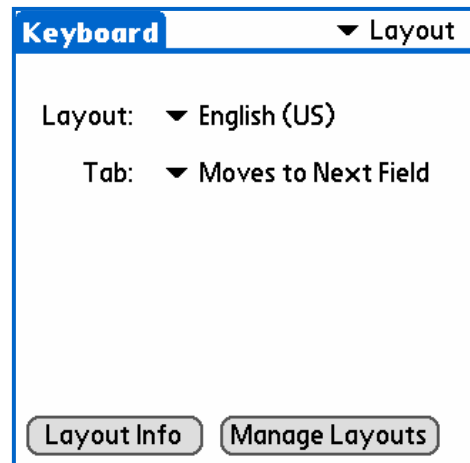 Keyboard Layout
Layout: English (US)
Tab: Moves to Next Field
Layout Info Manage Layouts